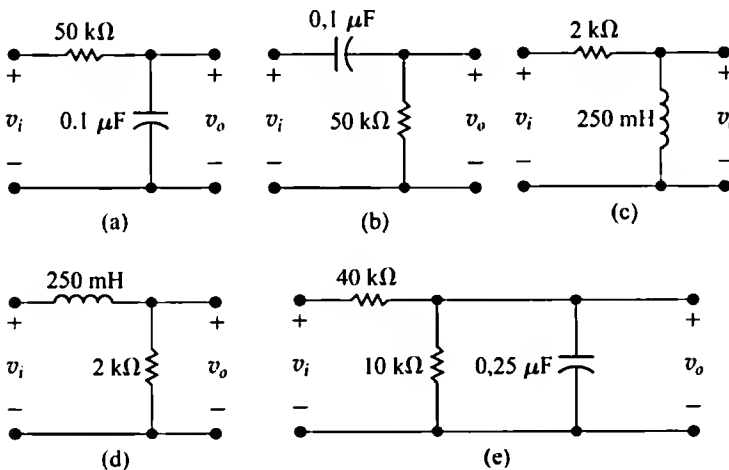 50 kΩ
+ +
v_i 0.1 μF v_o
− −
(a)
0,1 μF
+ +
v_i 50 kΩ v_o
− −
(b)
2 kΩ
+ +
v_i 250 mH
− −
(c)
250 mH
+ +
v_i 2 kΩ v_o
− −
(d)
40 kΩ
+ +
v_i 10 kΩ 0,25 μF v_o
− −
(e)